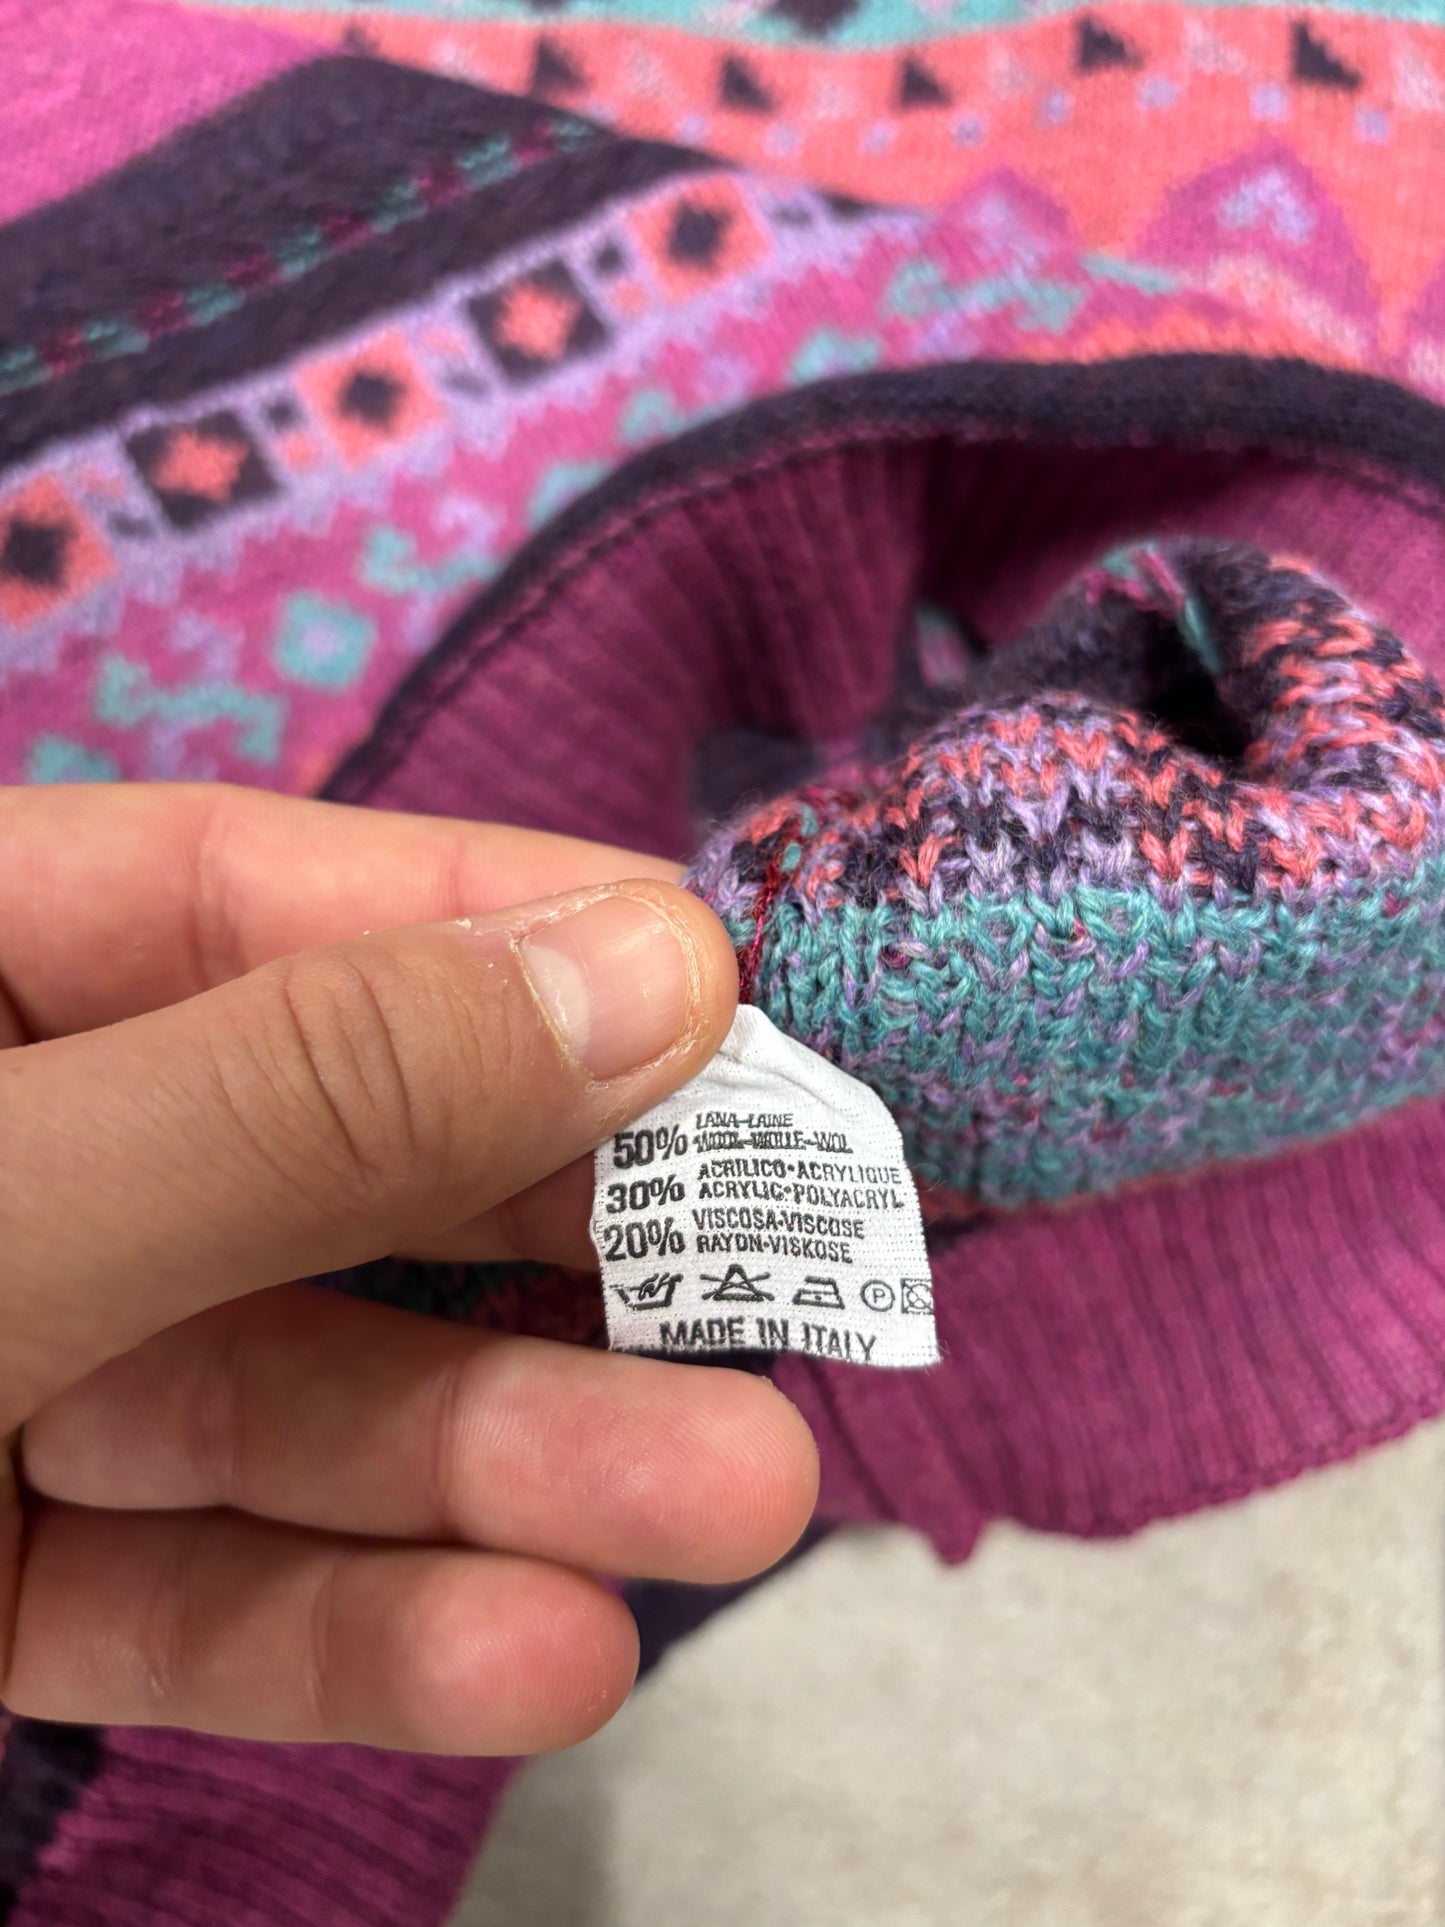 50% LANA-LAINE
WOOL-WOLLE-WOL
30% ACRILICO•ACRYLIQUE
ACRYLIC•POLYACRYL
20% VISCOSA•VISCOSE
RAYON•VISKOSE
P
MADE IN ITALY